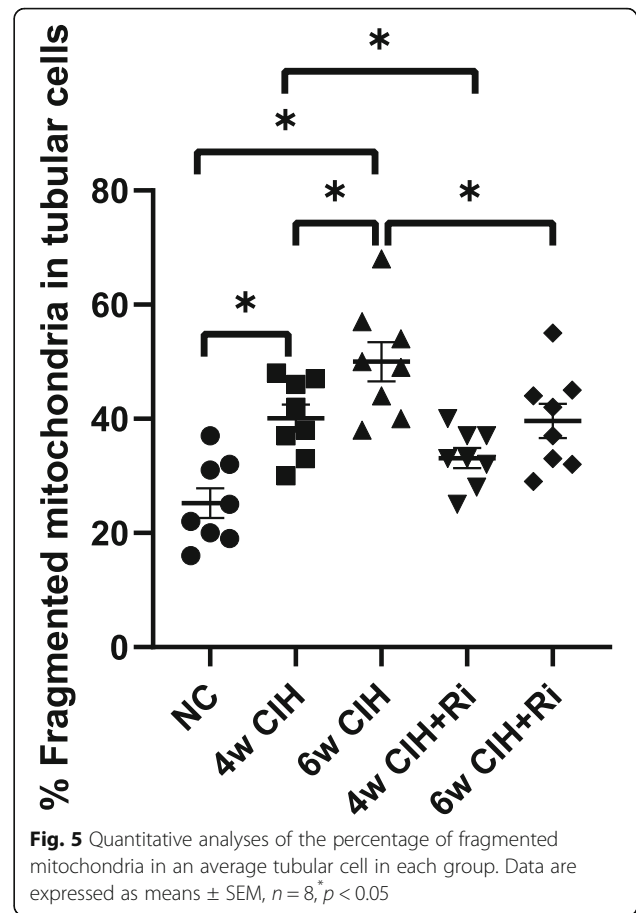 *
*
* *
*
% Fragmented mitochondria in tubular cells
80
60
40
20
0
NC
4w CIH
6w CIH
4w CIH+Ri
6w CIH+Ri
Fig. 5 Quantitative analyses of the percentage of fragmented
mitochondria in an average tubular cell in each group. Data are
expressed as means ± SEM, n = 8,*p < 0.05